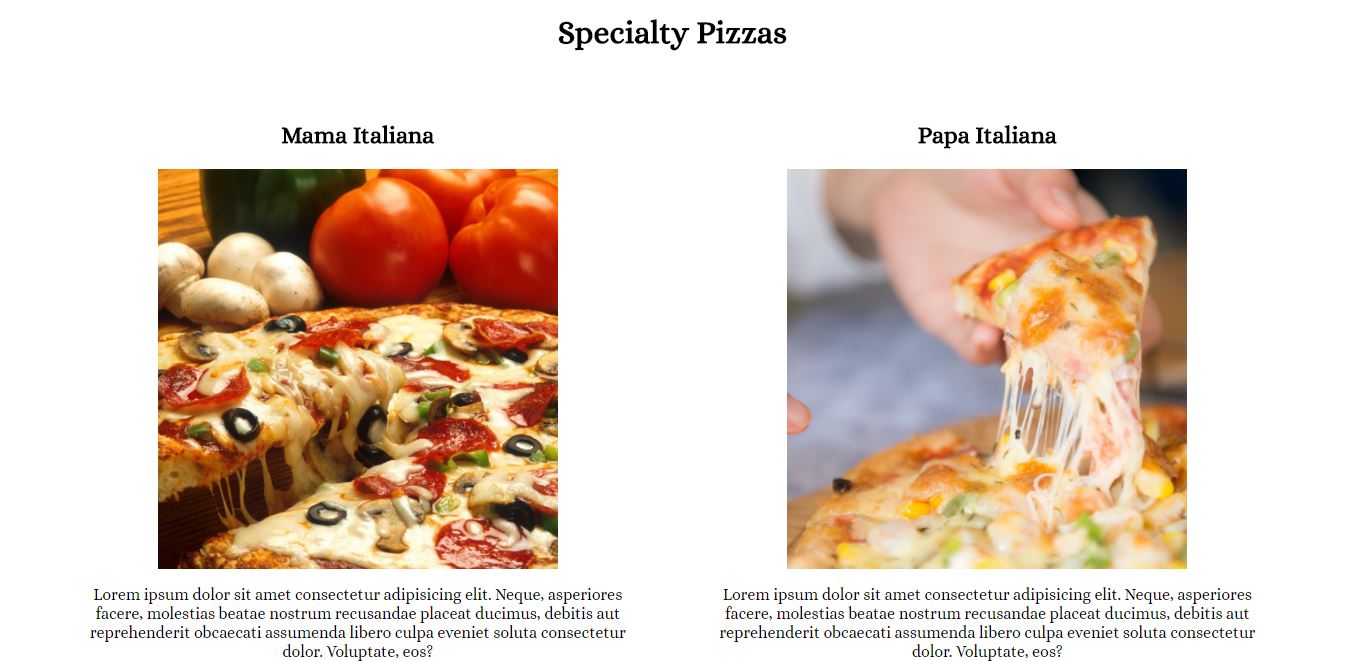 Specialty Pizzas
Mama Italiana
Lorem ipsum dolor sit amet consectetur adipisicing elit. Neque, asperiores
facere, molestias beatae nostrum recusandae placeat ducimus, debitis aut
reprehenderit obcaecati assumenda libero culpa eveniet soluta consectetur
dolor. Voluptate, eos?
Papa Italiana
Lorem ipsum dolor sit amet consectetur adipisicing elit. Neque, asperiores
facere, molestias beatae nostrum recusandae placeat ducimus, debitis aut
reprehenderit obcaecati assumenda libero culpa eveniet soluta consectetur
dolor. Voluptate, eos?